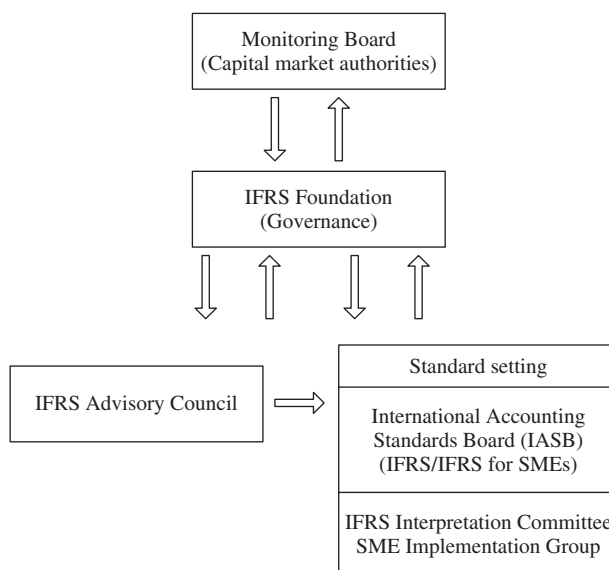 Monitoring Board
(Capital market authorities)
IFRS Foundation
(Governance)
IFRS Advisory Council
Standard setting
International Accounting
Standards Board (IASB)
(IFRS/IFRS for SMEs)
IFRS Interpretation Committee
SME Implementation Group